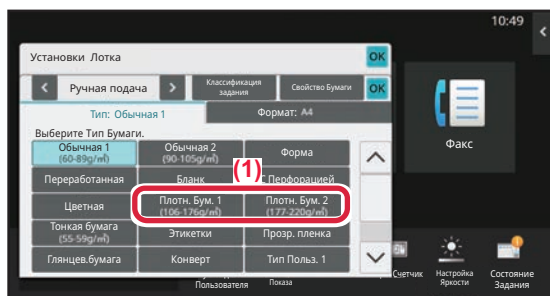 10:49
Установки Лотка
OK
Ручная подача
Классификация
задания
Свойство Бумаги
OK
Тип: Обычная 1
Формат: A4
Выберите Тип Бумаги.
Обычная 1
(60-89g/㎡)
Обычная 2
(90-105g/㎡)
Форма
Факс
(1)
Переработанная
Бланк
С Перфорацией
Цветная
Плотн. Бум. 1
(106-176g/㎡)
Плотн. Бум. 2
(177-220g/㎡)
Тонкая бумага
(55-59g/㎡)
Этикетки
Прозр. пленка
Глянцев.бумага
Конверт
Тип Польз. 1
Счетчик
Настройка
Яркости
Состояние
Задания
Пользователя
Показа